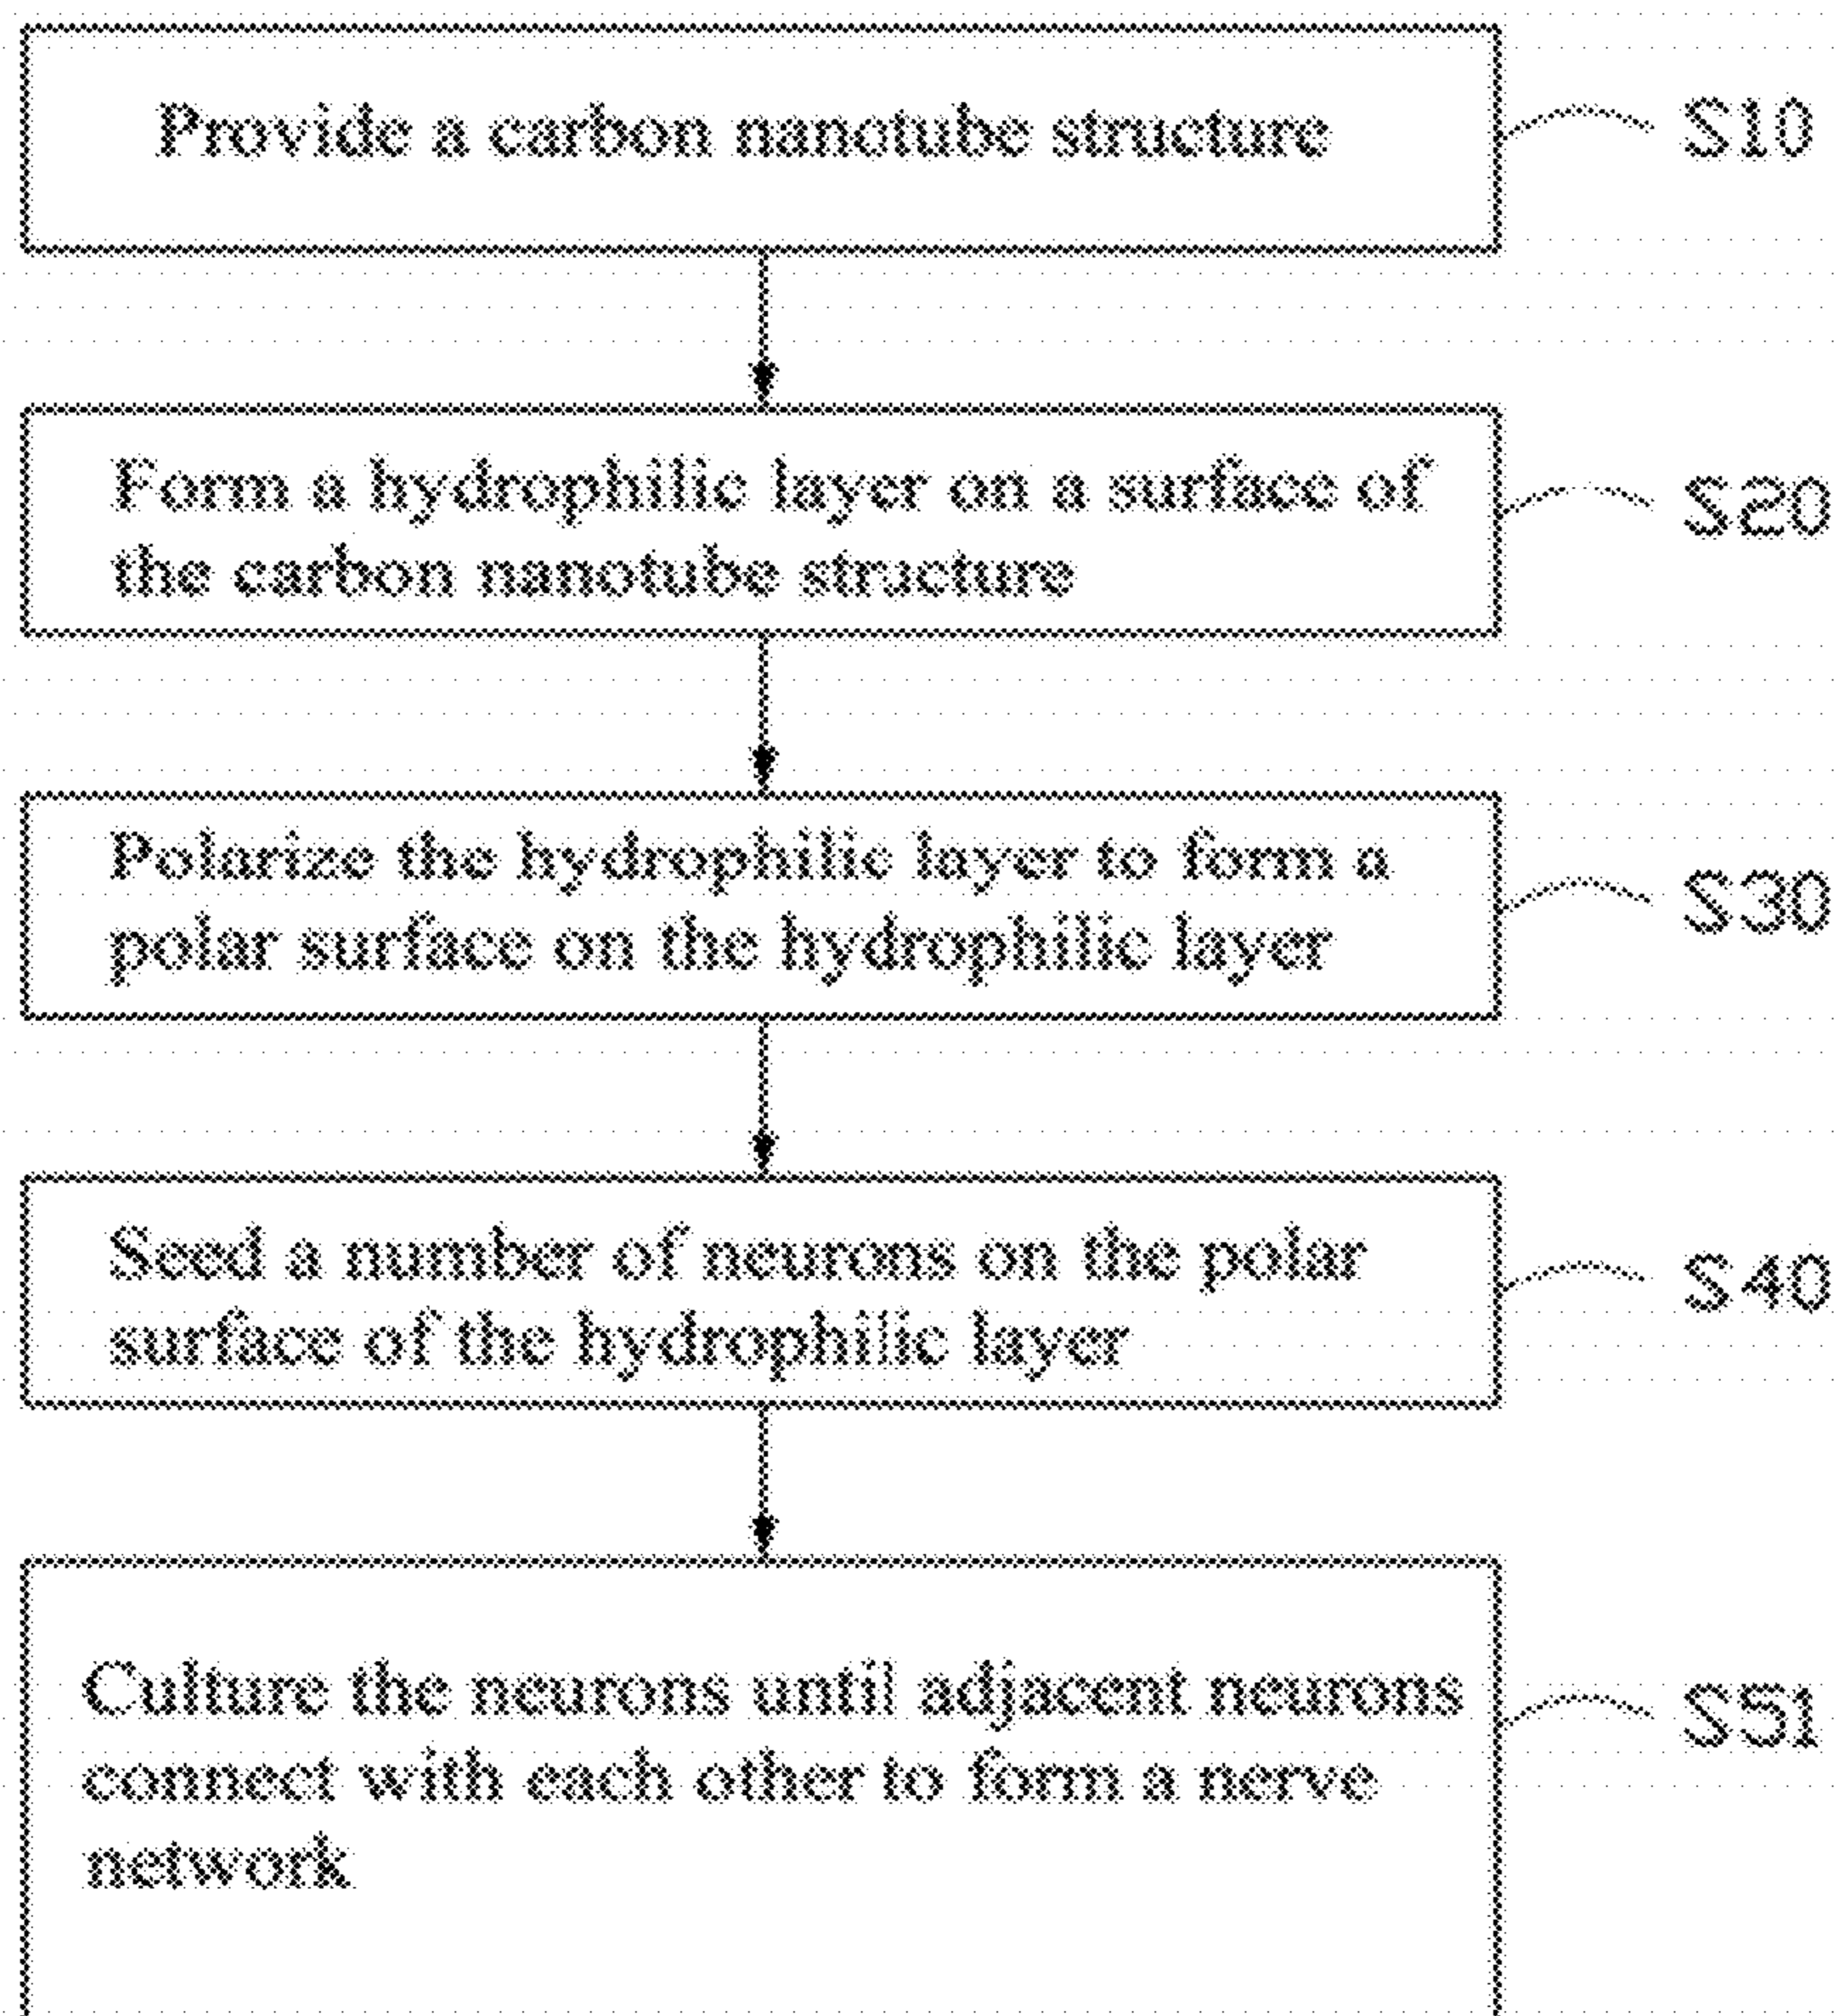 Provide a carbon nanotube structure
S10
Form a hydrophilic layer on a surface of
the carbon nanotube structure
S20
Polarize the hydrophilic layer to form a
polar surface on the hydrophilic layer
S30
Seed a number of neurons on the polar
surface of the hydrophilic layer
S40
Culture the neurons until adjacent neurons
connect with each other to form a nerve
network
S51